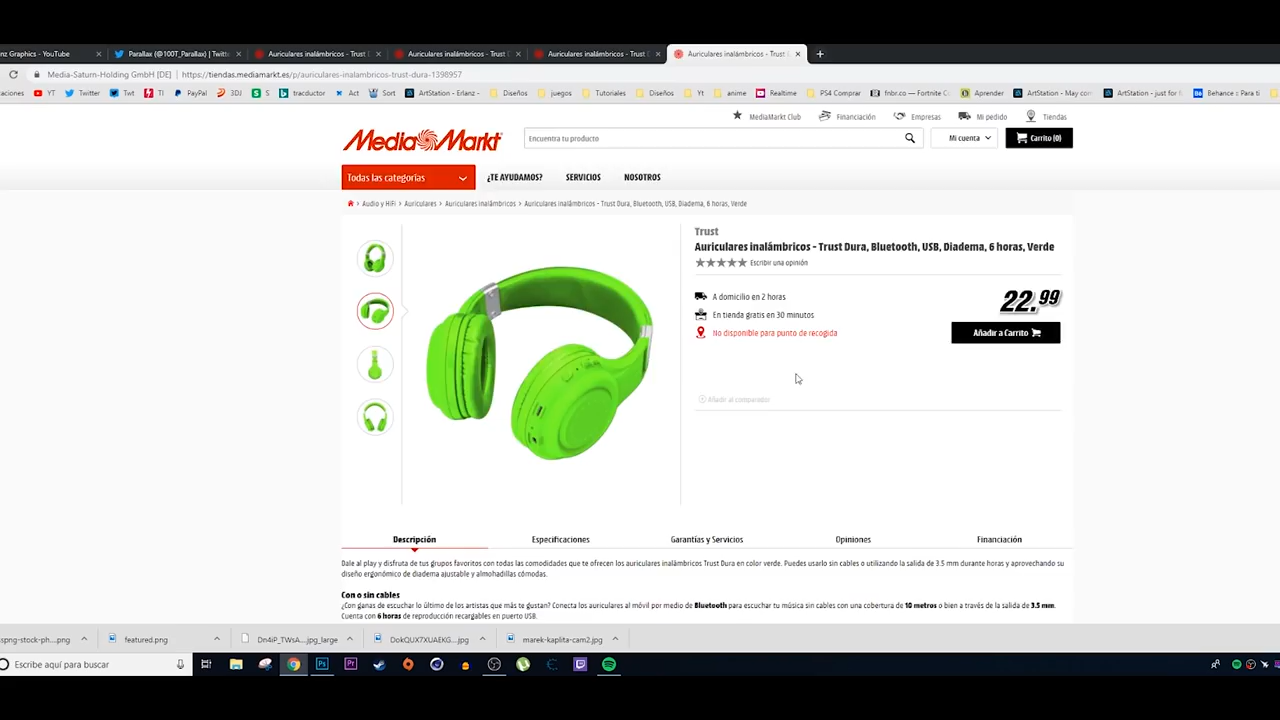 nz Graphics - YouTube
Parallax (@100T_Parallax) | Twitt
Auriculares inalámbricos - Trust
Auriculares inalámbricos - Trust
Auriculares inalámbricos - Trust
Auriculares inalámbricos - Trust
Media-Saturn-Holding GmbH [DE] | https://tiendas.mediamarkt.es/p/auriculares-inalambricos-trust-dura-1398957
caciones YT Twitter Twt TI PayPal 3DJ S tracductor Act Sort ArtStation - Erlanz - Diseños juegos Tutoriales Diseños Yt anime Realtime PS4 Comprar fnbr.co — Fortnite C Aprender ArtStation - May con ArtStation - just for f Behance :: Para ti
MediaMarkt Club Financiación Empresas Mi pedido Tiendas
Media Markt
Encuentra tu producto
Mi cuenta
Carrito (0)
Todas las categorías
¿TE AYUDAMOS? SERVICIOS NOSOTROS
Audio y HiFi > Auriculares > Auriculares inalámbricos > Auriculares inalámbricos - Trust Dura, Bluetooth, USB, Diadema, 6 horas, Verde
Trust
Auriculares inalámbricos - Trust Dura, Bluetooth, USB, Diadema, 6 horas, Verde
Escribir una opinión
A domicilio en 2 horas
22.99
En tienda gratis en 30 minutos
No disponible para punto de recogida
Añadir a Carrito
Añadir al comparador
Descripción Especificaciones Garantías y Servicios Opiniones Financiación
Dale al play y disfruta de tus grupos favoritos con todas las comodidades que te ofrecen los auriculares inalámbricos Trust Dura en color verde. Puedes usarlo sin cables o utilizando la salida de 3.5 mm durante horas y aprovechando su
diseño ergonómico de diadema ajustable y almohadillas cómodas.
Con o sin cables
¿Con ganas de escuchar lo último de los artistas que más te gustan? Conecta los auriculares al móvil por medio de Bluetooth para escuchar tu música sin cables con una cobertura de 10 metros o bien a través de la salida de 3.5 mm.
Cuenta con 6 horas de reproducción recargables en puerto USB.
sspng-stock-ph....png
featured.png
Dn4iP_TWsA....jpg_large
DokQUX7XUAEKG....jpg
marek-kaplita-cam2.jpg
Escribe aquí para buscar